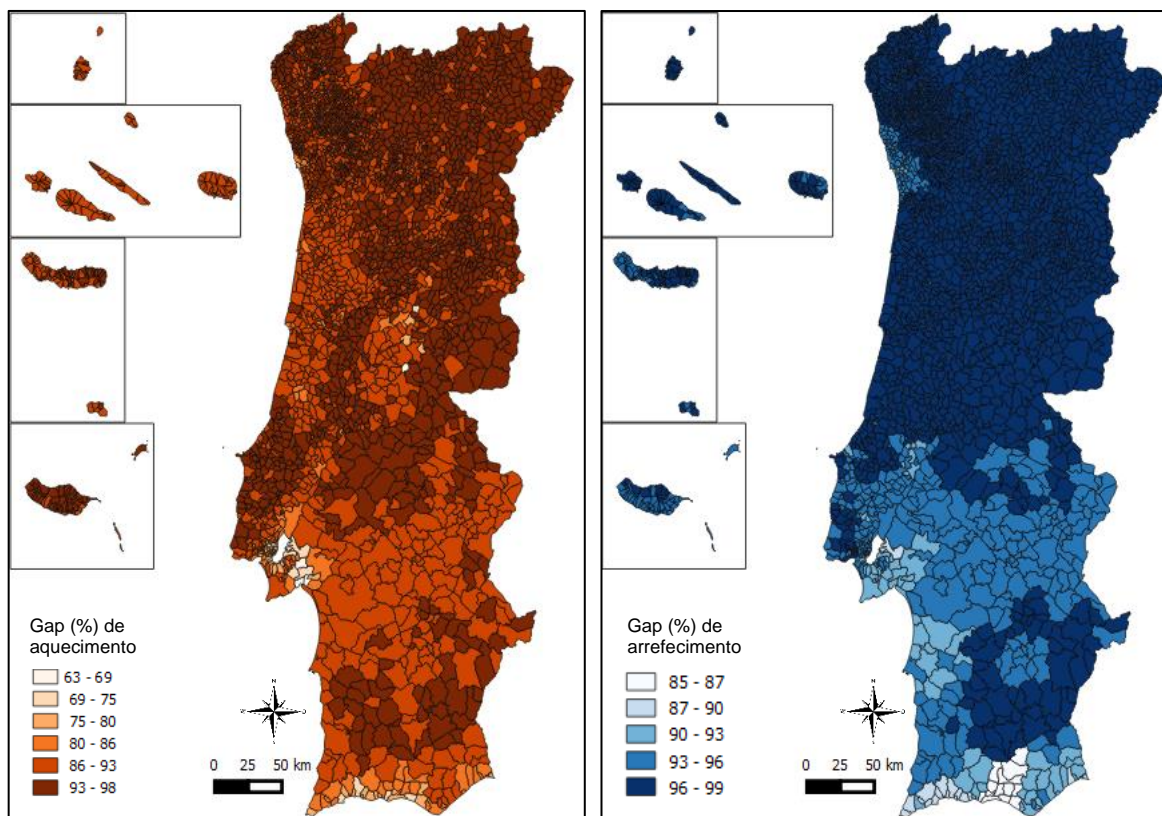 Gap (%) de
aquecimento
63 - 69
69 - 75
75 - 80
80 - 86
86 - 93
93 - 98
N
0 25 50 km
Gap (%) de
arrefecimento
85 - 87
87 - 90
90 - 93
93 - 96
96 - 99
N
0 25 50 km